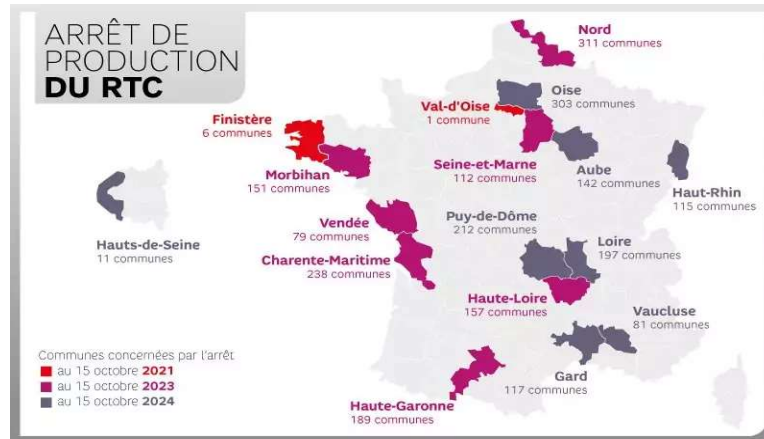 ARRÊT DE
PRODUCTION
DU RTC
Nord
311 communes
Oise
303 communes
Val-d'Oise
1 commune
Finistère
6 communes
Seine-et-Marne
112 communes
Aube
142 communes
Haut-Rhin
115 communes
Morbihan
151 communes
Vendée
79 communes
Puy-de-Dôme
212 communes
Hauts-de-Seine
11 communes
Charente-Maritime
238 communes
Loire
197 communes
Haute-Loire
157 communes
Vaucluse
81 communes
Gard
117 communes
Haute-Garonne
189 communes
Communes concernées par l'arrêt
au 15 octobre 2021
au 15 octobre 2023
au 15 octobre 2024